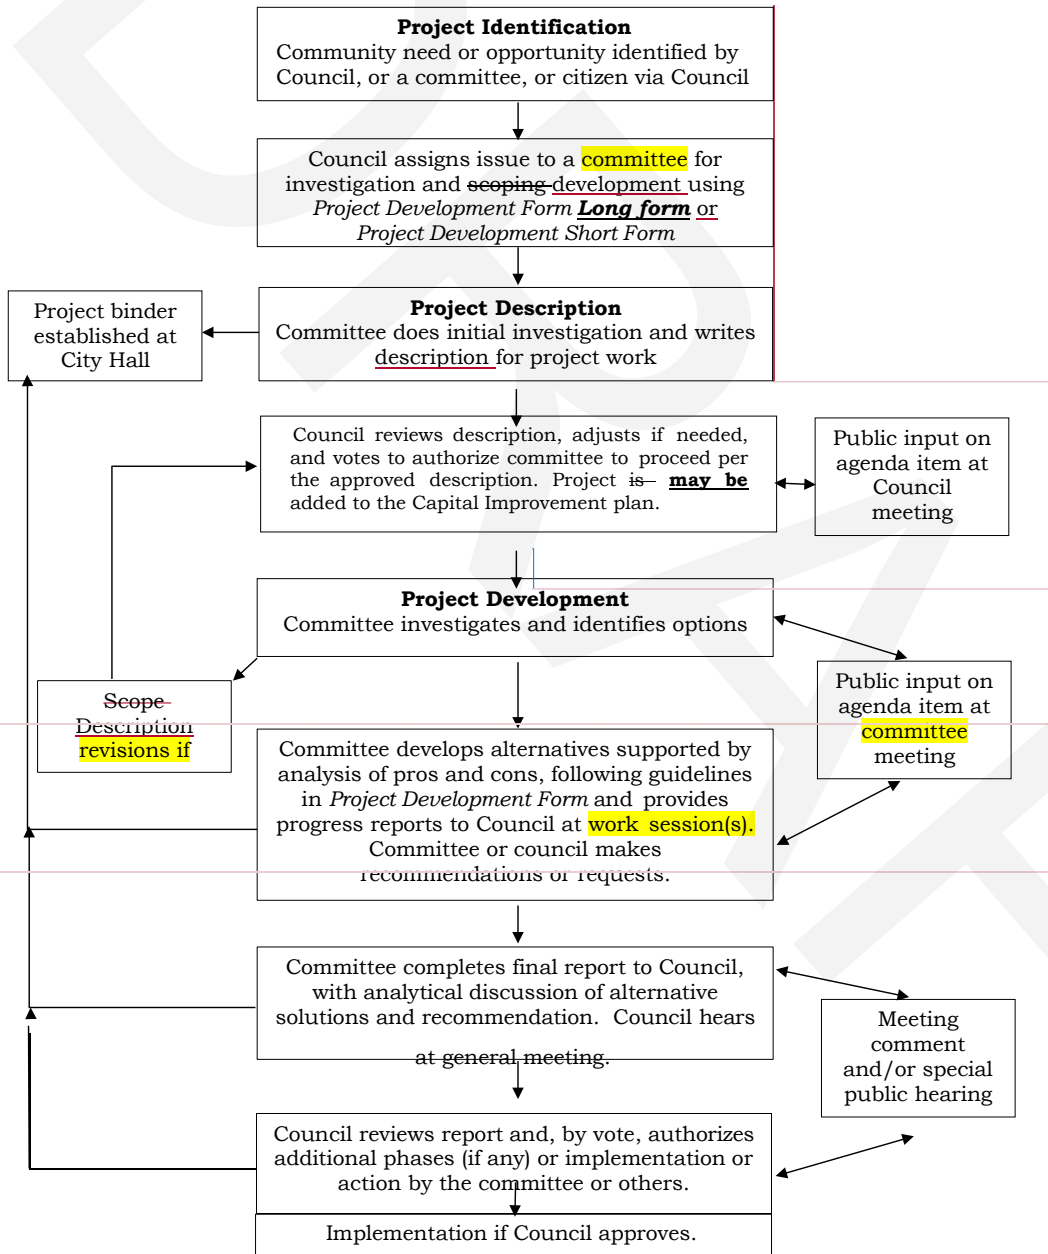 Project Identification
Community need or opportunity identified by
Council, or a committee, or citizen via Council
Council assigns issue to a committee for
investigation and scoping development using
Project Development Form Long form or
Project Development Short Form
Project binder
established at
City Hall
Project Description
Committee does initial investigation and writes
description for project work
Council reviews description, adjusts if needed,
and votes to authorize committee to proceed per
the approved description. Project is may be
added to the Capital Improvement plan.
Public input on
agenda item at
Council
meeting
Project Development
Committee investigates and identifies options
Scope
Description
revisions if
Public input on
agenda item at
committee
meeting
Committee develops alternatives supported by
analysis of pros and cons, following guidelines
in Project Development Form and provides
progress reports to Council at work session(s).
Committee or council makes
recommendations or requests.
Committee completes final report to Council,
with analytical discussion of alternative
solutions and recommendation. Council hears
at general meeting.
Meeting
comment
and/or special
public hearing
Council reviews report and, by vote, authorizes
additional phases (if any) or implementation or
action by the committee or others.
Implementation if Council approves.
DRAF